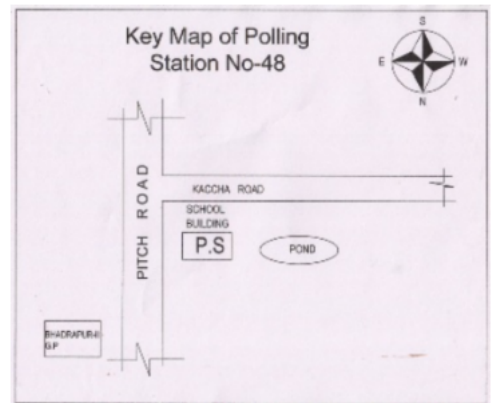 Key Map of Polling
Station No-48
S
E
W
N
PITCH ROAD
KACCHA ROAD
SCHOOL
BUILDING
P.S
POND
BHADRAPUR-II
G.P